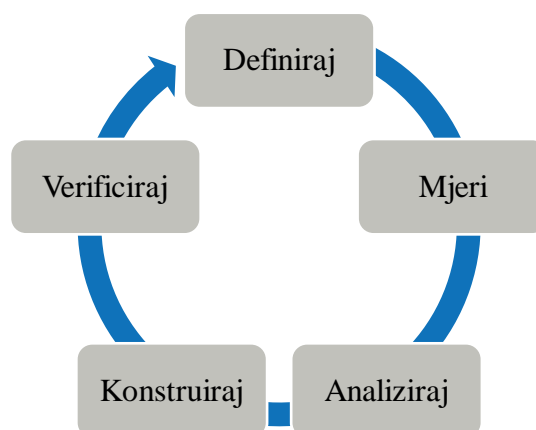 Definiraj
Mjeri
Analiziraj
Konstruiraj
Verificiraj